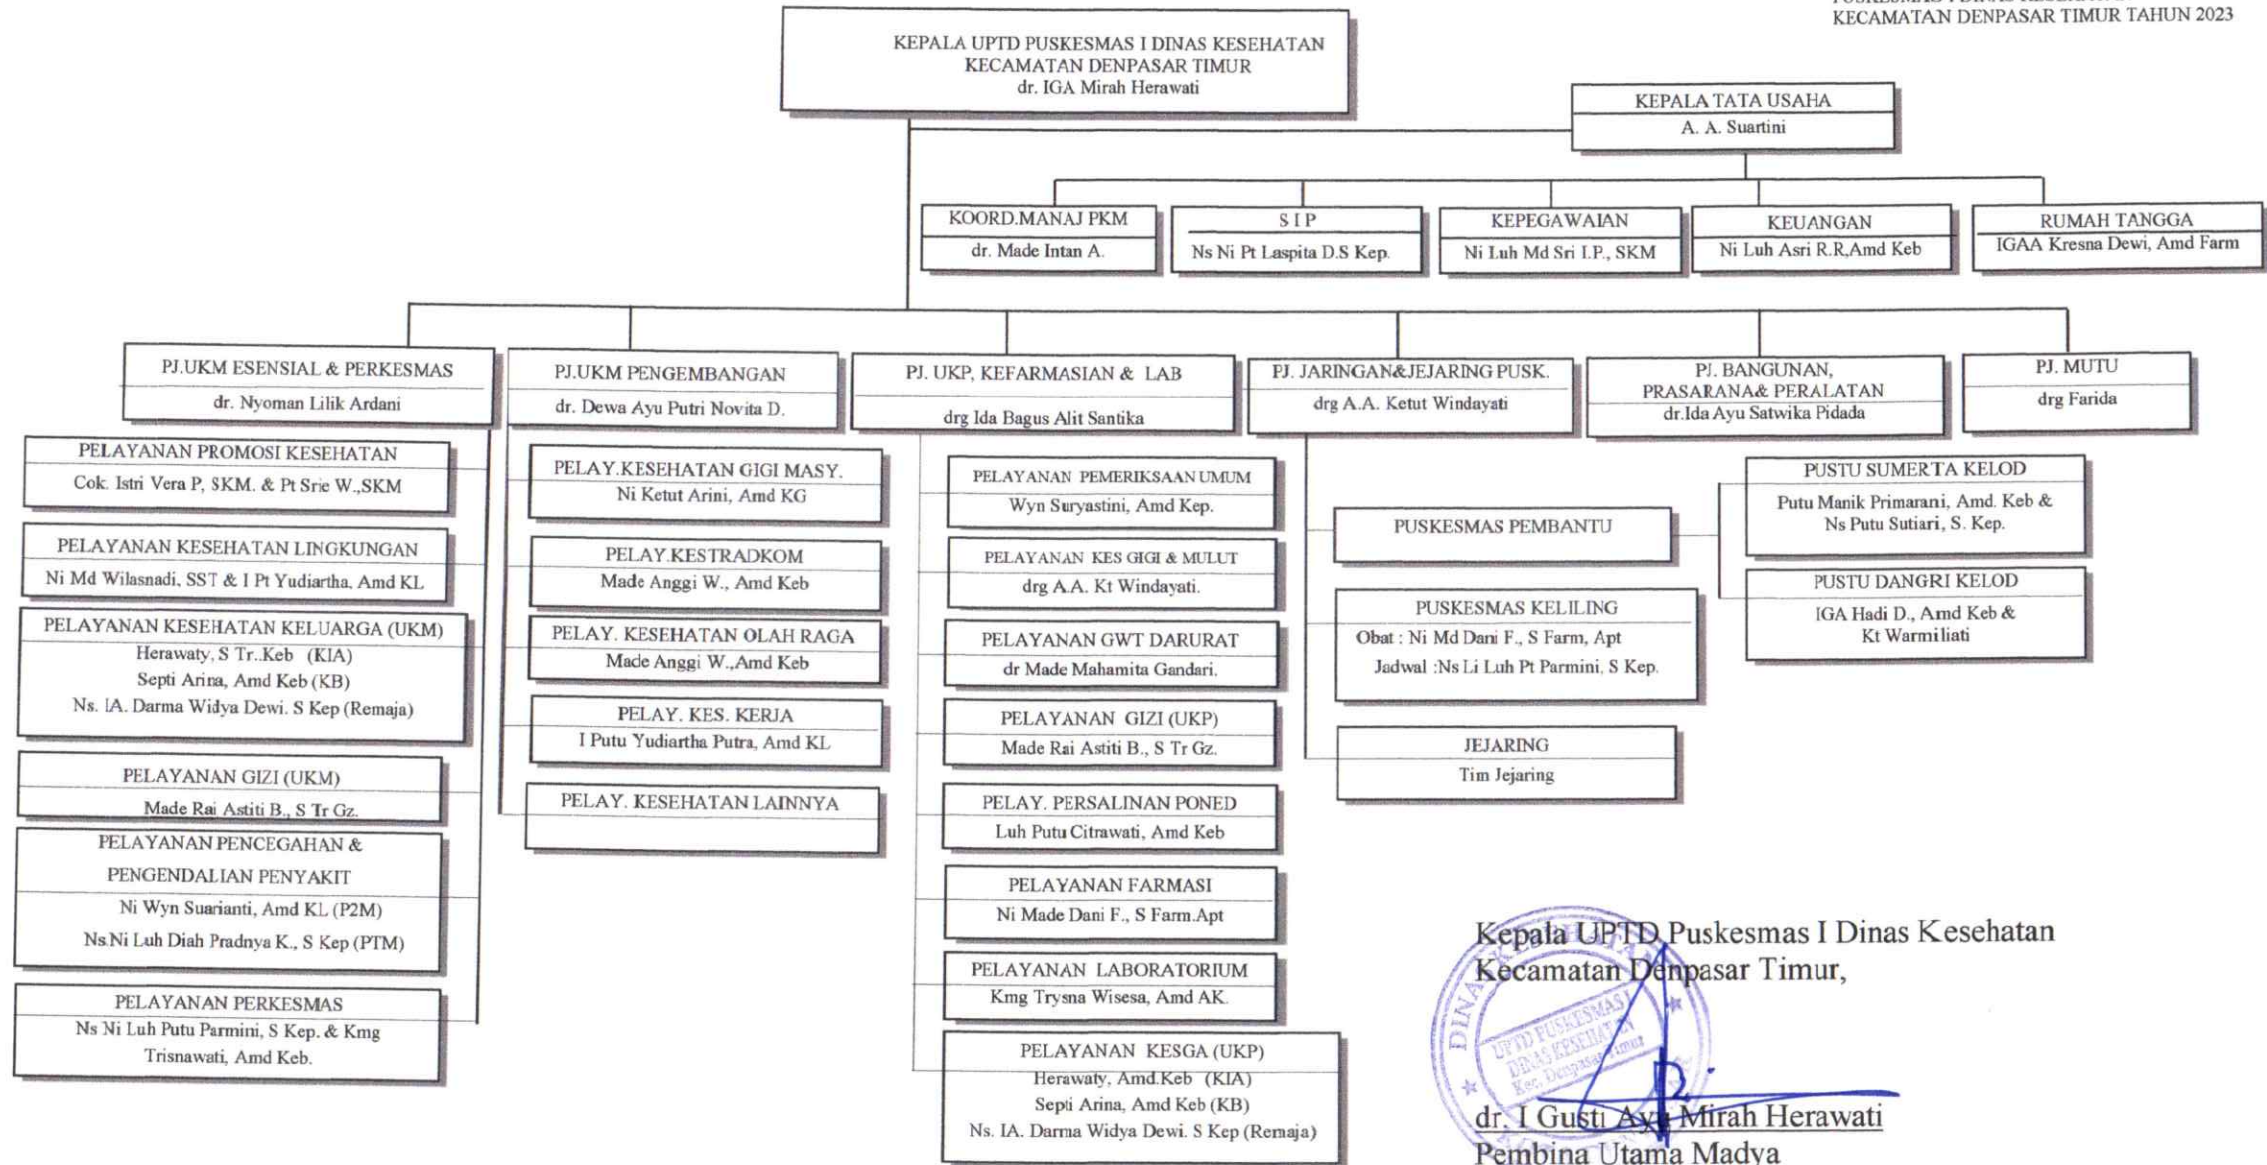 KECAMATAN DENPASAR TIMUR TAHUN 2023
KEPALA UPTD PUSKESMAS I DINAS KESEHATAN
KECAMATAN DENPASAR TIMUR
dr. IGA Mirah Herawati
KEPALA TATA USAHA
A. A. Suartini
KOORD.MANAJ PKM
dr. Made Intan A.
S I P
Ns Ni Pt Laspita D.S Kep.
KEPEGAWAIAN
Ni Luh Md Sri I.P., SKM
KEUANGAN
Ni Luh Asri R.R,Amd Keb
RUMAH TANGGA
IGAA Kresna Dewi, Amd Farm
PJ.UKM ESENSIAL & PERKESMAS
dr. Nyoman Lilik Ardani
PELAYANAN PROMOSI KESEHATAN
Cok. Istri Vera P, SKM. & Pt Srie W.,SKM
PELAYANAN KESEHATAN LINGKUNGAN
Ni Md Wilasnadi, SST & I Pt Yudiartha, Amd KL
PELAYANAN KESEHATAN KELUARGA (UKM)
Herawaty, S Tr..Keb (KIA)
Septi Arina, Amd Keb (KB)
Ns. IA. Darma Widya Dewi. S Kep (Remaja)
PELAYANAN GIZI (UKM)
Made Rai Astiti B., S Tr Gz.
PELAYANAN PENCEGAHAN &
PENGENDALIAN PENYAKIT
Ni Wyn Suarianti, Amd KL (P2M)
Ns.Ni Luh Diah Pradnya K., S Kep (PTM)
PELAYANAN PERKESMAS
Ns Ni Luh Putu Parmini, S Kep. & Kmg
Trisnawati, Amd Keb.
PJ.UKM PENGEMBANGAN
dr. Dewa Ayu Putri Novita D.
PELAY.KESEHATAN GIGI MASY.
Ni Ketut Arini, Amd KG
PELAY.KESTRADKOM
Made Anggi W., Amd Keb
PELAY. KESEHATAN OLAH RAGA
Made Anggi W.,Amd Keb
PELAY. KES. KERJA
I Putu Yudiartha Putra, Amd KL
PELAY. KESEHATAN LAINNYA
PJ. UKP, KEFARMASIAN & LAB
drg Ida Bagus Alit Santika
PELAYANAN PEMERIKSAAN UMUM
Wyn Suryastini, Amd Kep.
PELAYANAN KES GIGI & MULUT
drg A.A. Kt Windayati.
PELAYANAN GWT DARURAT
dr Made Mahamita Gandari.
PELAYANAN GIZI (UKP)
Made Rai Astiti B., S Tr Gz.
PELAY. PERSALINAN PONED
Luh Putu Citrawati, Amd Keb
PELAYANAN FARMASI
Ni Made Dani F., S Farm.Apt
PELAYANAN LABORATORIUM
Kmg Trysna Wisesa, Amd AK.
PELAYANAN KESGA (UKP)
Herawaty, Amd.Keb (KIA)
Septi Arina, Amd Keb (KB)
Ns. IA. Darma Widya Dewi. S Kep (Remaja)
PJ. JARINGAN&JEJARING PUSK.
drg A.A. Ketut Windayati
PUSKESMAS PEMBANTU
PUSKESMAS KELILING
Obat : Ni Md Dani F., S Farm, Apt
Jadwal :Ns Li Luh Pt Parmini, S Kep.
JEJARING
Tim Jejaring
PUSTU SUMERTA KELOD
Putu Manik Primarani, Amd. Keb &
Ns Putu Sutiari, S. Kep.
PUSTU DANGRI KELOD
IGA Hadi D., Amd Keb &
Kt Warmiliati
PJ. BANGUNAN,
PRASARANA& PERALATAN
dr.Ida Ayu Satwika Pidada
PJ. MUTU
drg Farida
Kepala UPTD Puskesmas I Dinas Kesehatan
Kecamatan Denpasar Timur,
DINAS KESEHATAN
UPTD PUSKESMAS I
DINAS KESEHATAN
Kec. Denpasar Timur
dr. I Gusti Ayu Mirah Herawati
Pembina Utama Madya